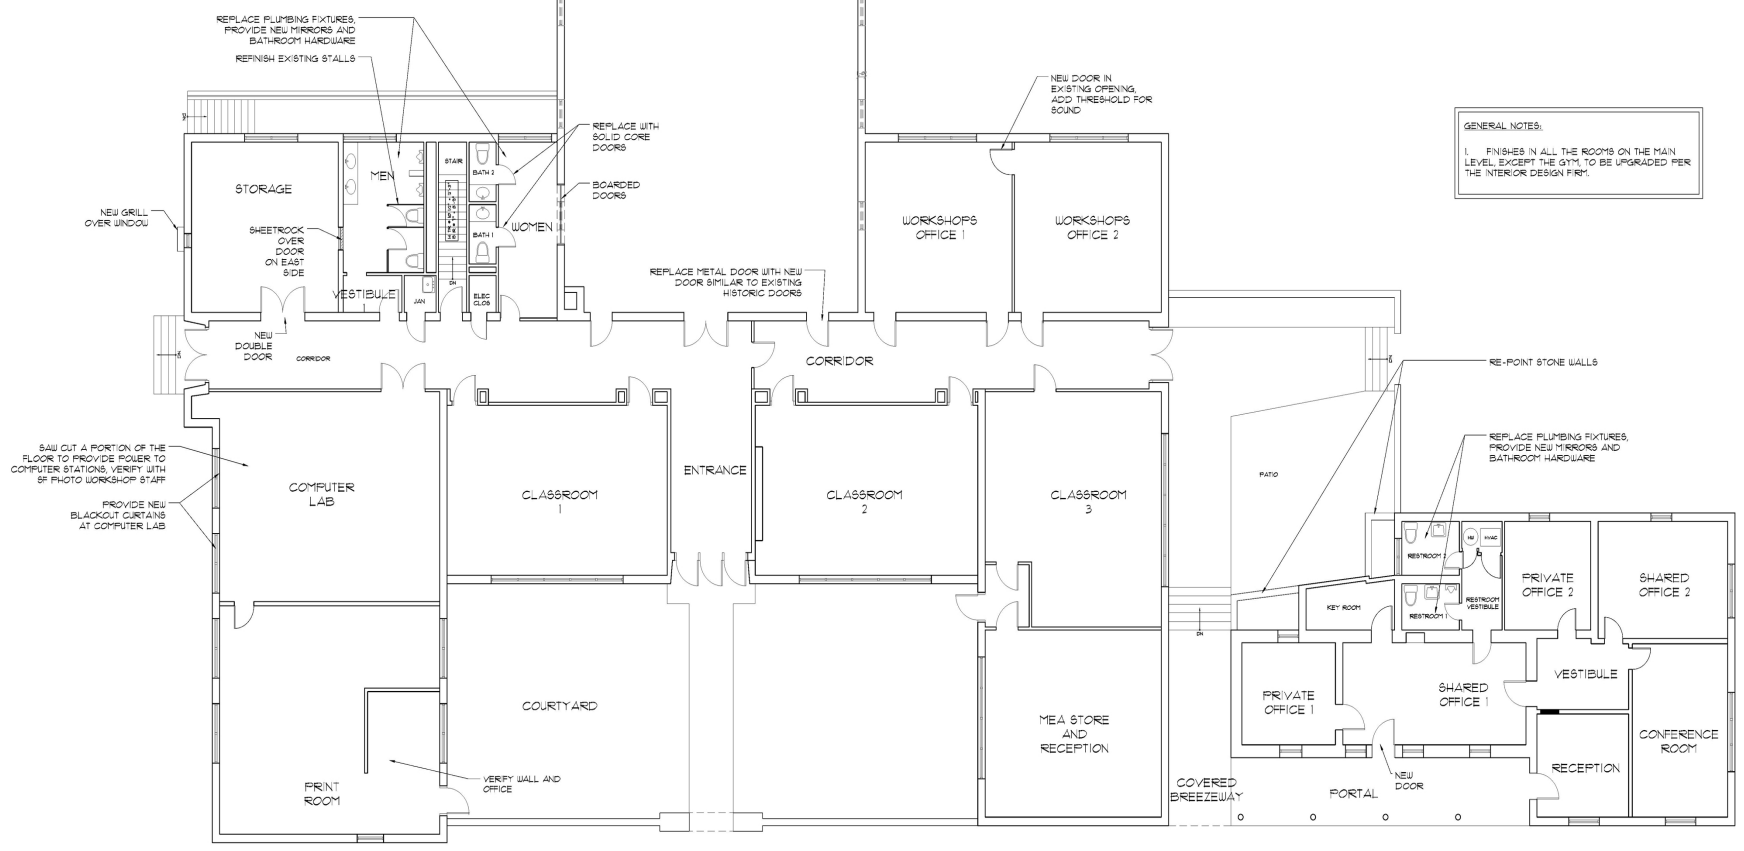 REPLACE PLUMBING FIXTURES,
PROVIDE NEW MIRRORS AND
BATHROOM HARDWARE
REFINISH EXISTING STALLS
NEW DOOR IN
EXISTING OPENING,
ADD THRESHOLD FOR
SOUND
GENERAL NOTES:
1. FINISHES IN ALL THE ROOMS ON THE MAIN
LEVEL, EXCEPT THE GYM, TO BE UPGRADED PER
THE INTERIOR DESIGN FIRM.
REPLACE WITH
SOLID CORE
DOORS
BOARDED
DOORS
STORAGE
MEN
STAIR
BATH 2
BATH 1
WOMEN
NEW GRILL
OVER WINDOW
SHEETROCK
OVER
DOOR
ON EAST
SIDE
WORKSHOPS
OFFICE 1
WORKSHOPS
OFFICE 2
REPLACE METAL DOOR WITH NEW
DOOR SIMILAR TO EXISTING
HISTORIC DOORS
VESTIBULE
1
JAN
DN
ELEC
CLOS
NEW
DOUBLE
DOOR
CORRIDOR
CORRIDOR
RE-POINT STONE WALLS
SAW CUT A PORTION OF THE
FLOOR TO PROVIDE POWER TO
COMPUTER STATIONS, VERIFY WITH
SF PHOTO WORKSHOP STAFF
PROVIDE NEW
BLACKOUT CURTAINS
AT COMPUTER LAB
COMPUTER
LAB
CLASSROOM
1
ENTRANCE
CLASSROOM
2
CLASSROOM
3
PATIO
REPLACE PLUMBING FIXTURES,
PROVIDE NEW MIRRORS AND
BATHROOM HARDWARE
RESTROOM 2
HW
HVAC
PRIVATE
OFFICE 2
SHARED
OFFICE 2
KEY ROOM
RESTROOM 1
RESTROOM
VESTIBULE
DN
COURTYARD
PRIVATE
OFFICE 1
SHARED
OFFICE 1
VESTIBULE
MEA STORE
AND
RECEPTION
CONFERENCE
ROOM
RECEPTION
PRINT
ROOM
VERIFY WALL AND
OFFICE
COVERED
BREEZEWAY
PORTAL
NEW
DOOR